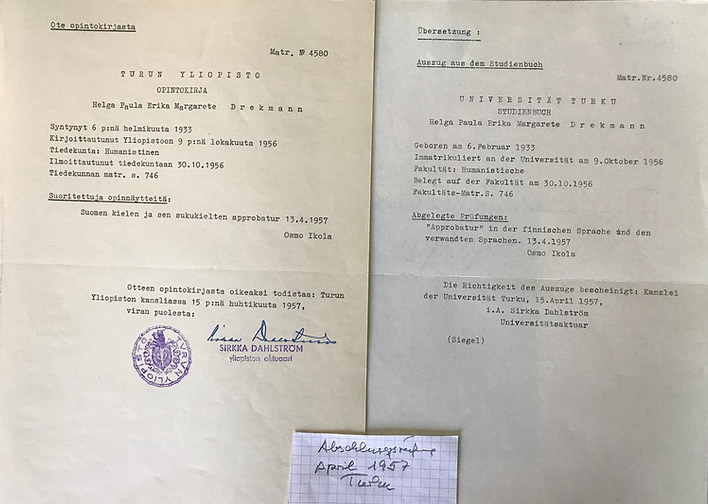 Ote opintokirjasta
Matr. № 4580
TURUN YLIOPISTO
OPINTOKIRJA
Helga Paula Erika Margarete Drekmann
Syntynyt 6 p:nä helmikuuta 1933
Kirjoittautunut Yliopistoon 9 p:nä lokakuuta 1956
Tiedekunta: Humanistinen
Ilmoittautunut tiedekuntaan 30.10.1956
Tiedekunnan matr. s. 746
Suoritettuja opinnäytteitä:
Suomen kielen ja sen sukukielten approbatur 13.4.1957
Osmo Ikola
Otteen opintokirjasta oikeaksi todistaa: Turun
Yliopiston kansliassa 15 p:nä huhtikuuta 1957,
viran puolesta:
SIRKKA DAHLSTRÖM
yliopiston aktuaari
TURUN YLIOPISTO
Übersetzung :
Auszug aus dem Studienbuch
Matr.Nr.4580
UNIVERSITÄT TURKU
STUDIENBUCH
Helga Paula Erika Margarete Drekmann
Geboren am 6.Februar 1933
Immatrikuliert an der Universität am 9.Oktober 1956
Fakultät: Humanistische
Belegt auf der Fakultät am 30.10.1956
Fakultäts-Matr.S. 746
Abgelegte Prüfungen:
"Approbatur" in der finnischen Sprache und den
verwandten Sprachen. 13.4.1957
Osmo Ikola
Die Richtigkeit des Auszugs bescheinigt: Kanzlei
der Universität Turku, 15.April 1957,
i.A. Sirkka Dahlström
Universitätsaktuar
(Siegel)
Abschlussprüfung
April 1957
Turku